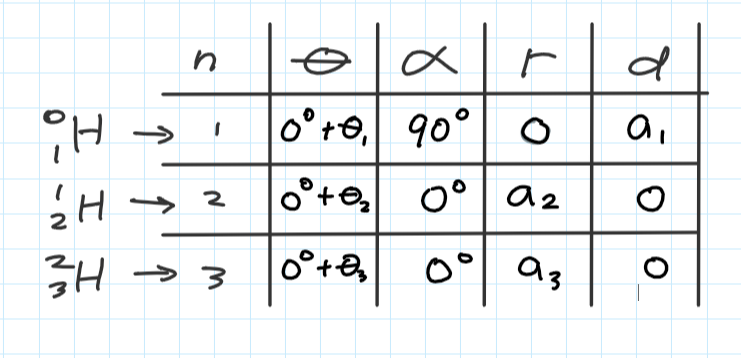 n θ α r d
⁰₁H → 1 0°+θ₁ 90° 0 a₁
¹₂H → 2 0°+θ₂ 0° a₂ 0
²₃H → 3 0°+θ₃ 0° a₃ 0